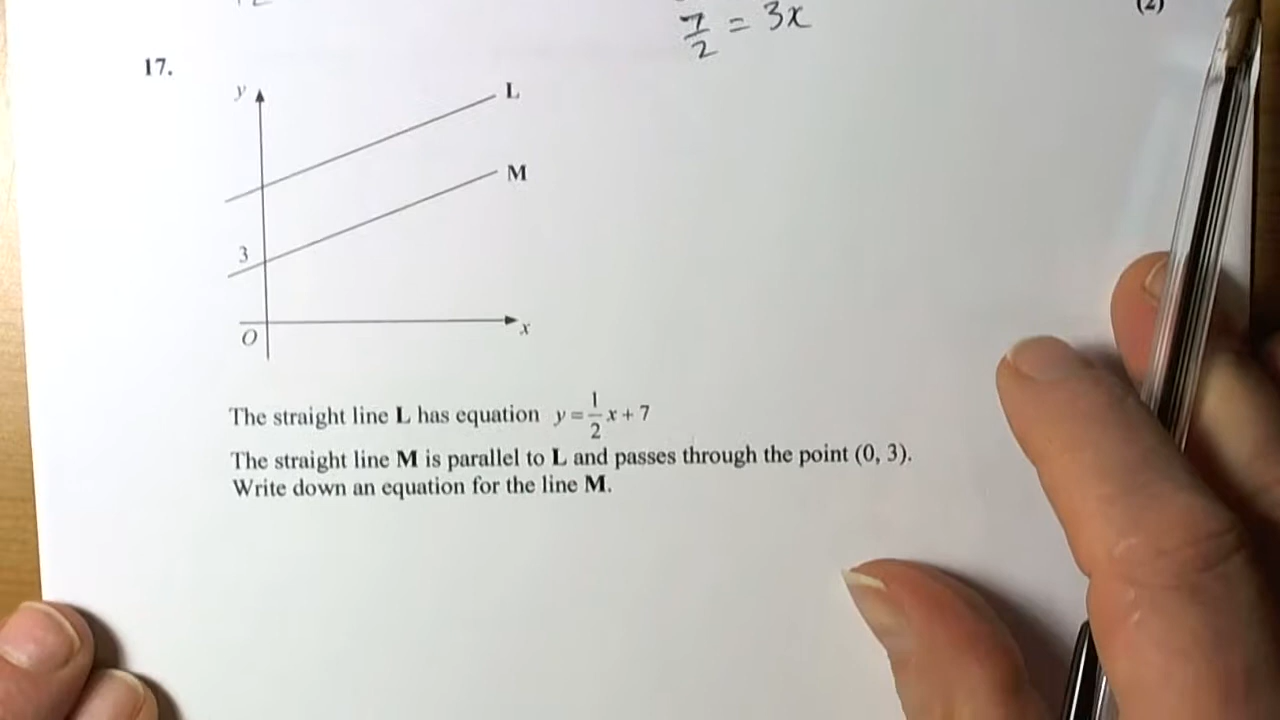 (2)
7/2 = 3x
17.
y
L
M
3
O
x
The straight line L has equation y = 1/2 x + 7
The straight line M is parallel to L and passes through the point (0, 3).
Write down an equation for the line M.